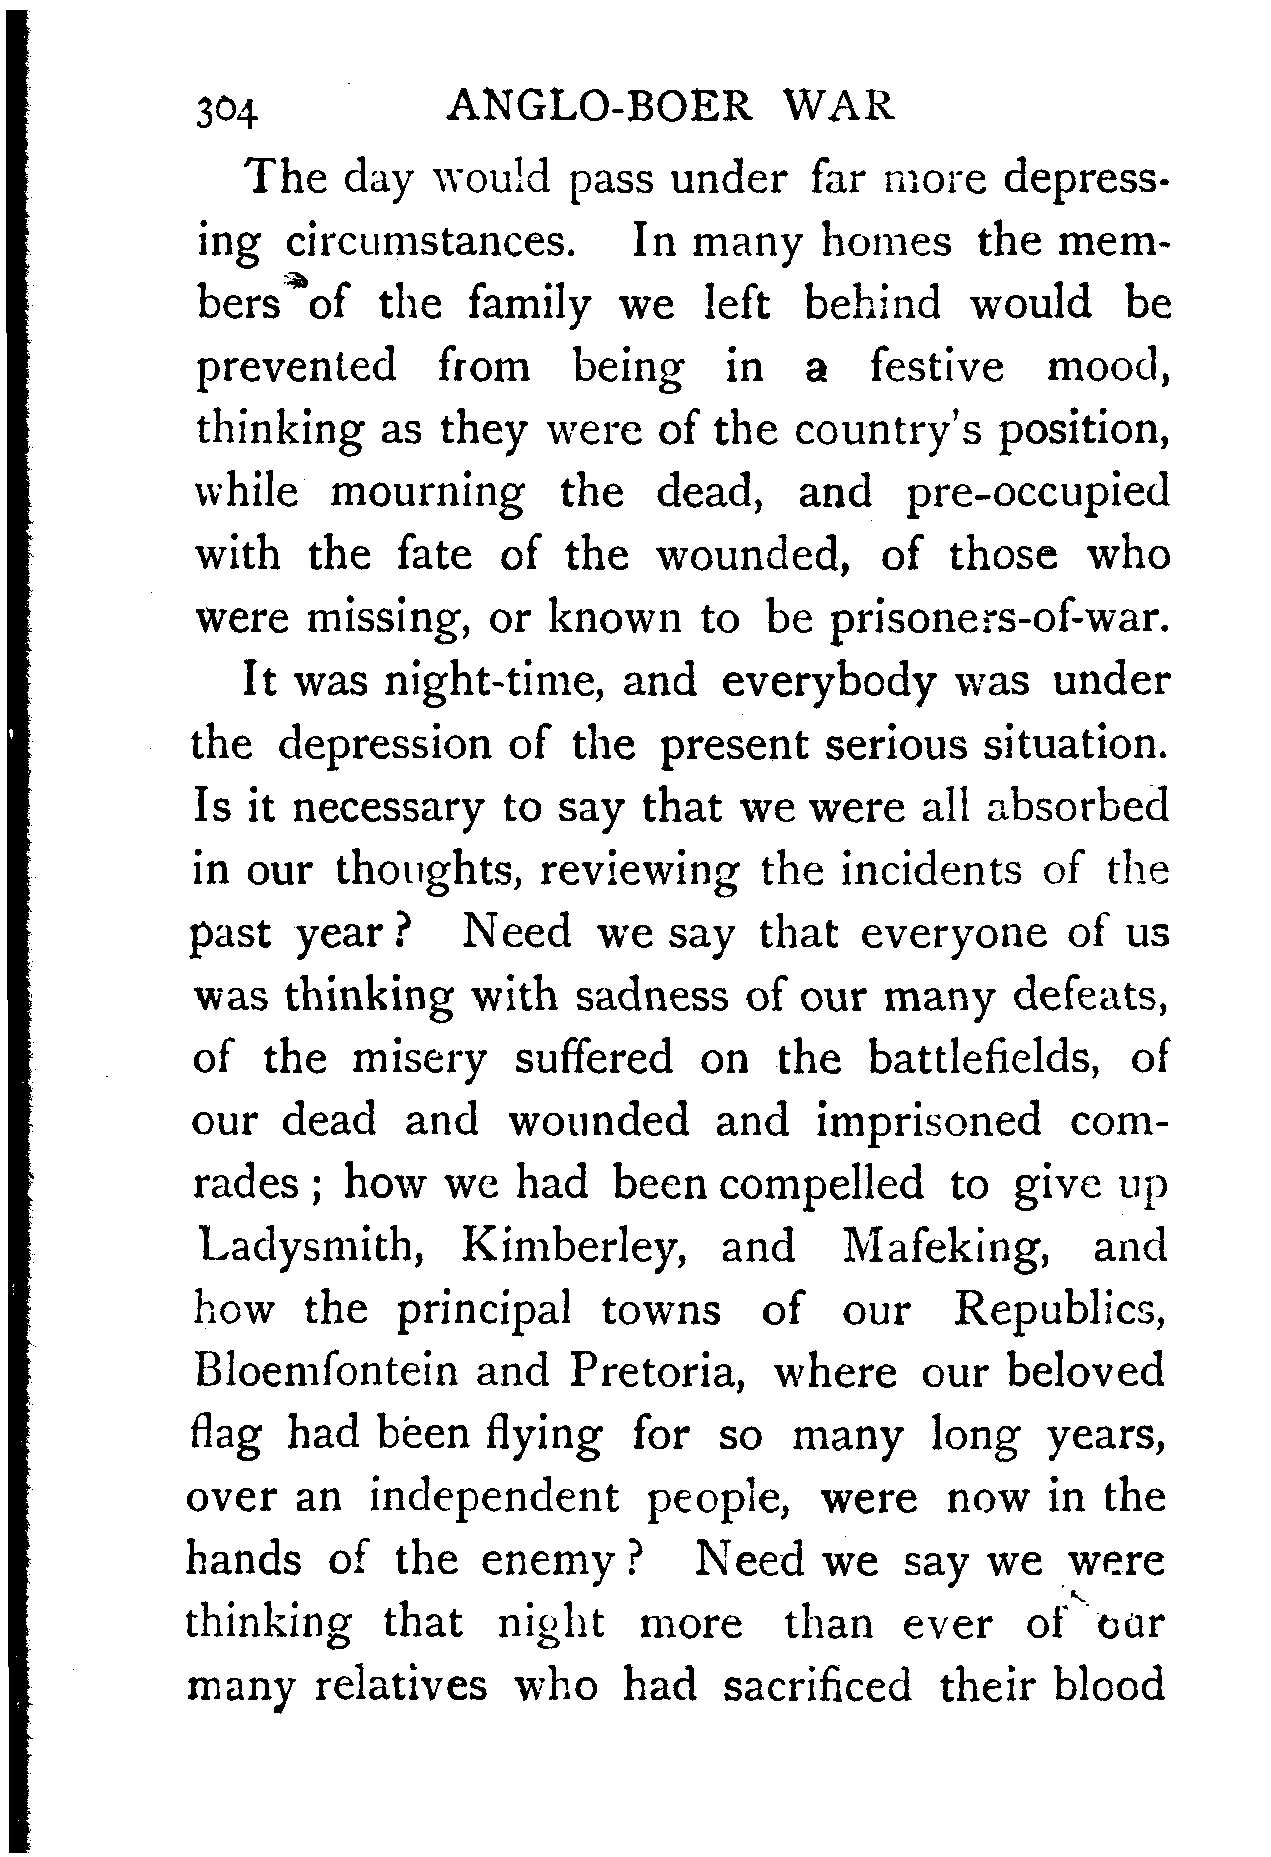 304 ANGLO-BOER WAR
The day would pass under far more depress-
ing circumstances. In many homes the mem-
bers of the family we left behind would be
prevented from being in a festive mood,
thinking as they were of the country's position,
while mourning the dead, and pre-occupied
with the fate of the wounded, of those who
were missing, or known to be prisoners-of-war.
It was night-time, and everybody was under
the depression of the present serious situation.
Is it necessary to say that we were all absorbed
in our thoughts, reviewing the incidents of the
past year? Need we say that everyone of us
was thinking with sadness of our many defeats,
of the misery suffered on the battlefields, of
our dead and wounded and imprisoned com-
rades; how we had been compelled to give up
Ladysmith, Kimberley, and Mafeking, and
how the principal towns of our Republics,
Bloemfontein and Pretoria, where our beloved
flag had been flying for so many long years,
over an independent people, were now in the
hands of the enemy? Need we say we were
thinking that night more than ever of our
many relatives who had sacrificed their blood